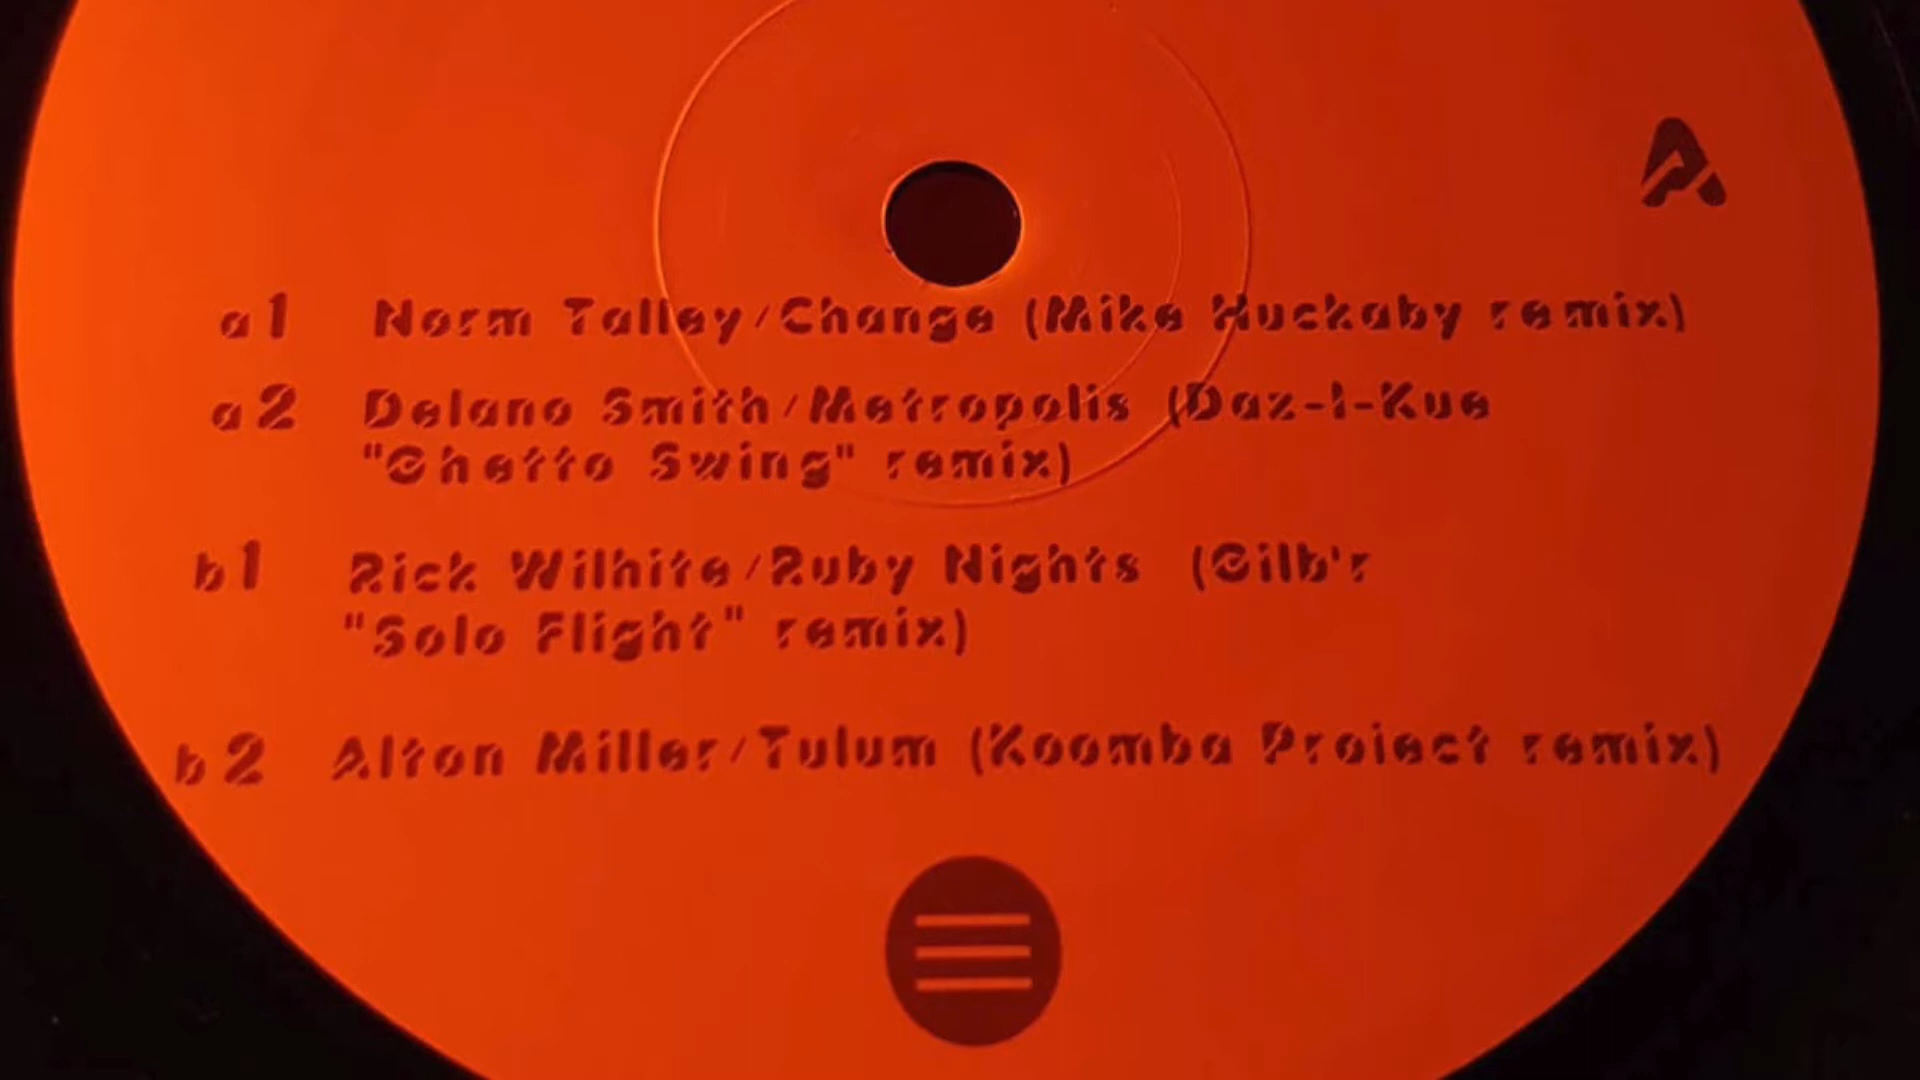 A
a1 Norm Talley/Change (Mike Huckaby remix)
a2 Delano Smith/Metropolis (Daz-I-Kue
"Ghetto Swing" remix)
b1 Rick Wilhite/Ruby Nights (Gilb'r
"Solo Flight" remix)
b2 Alton Miller/Tulum (Koomba Project remix)